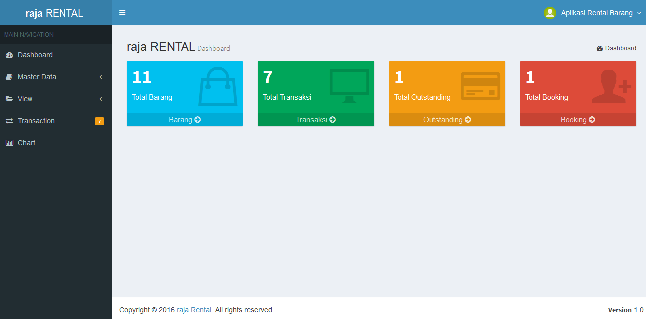 raja RENTAL
Aplikasi Rental Barang
MAIN NAVIGATION
Dashboard
Master Data
View
Transaction
Chart
raja RENTAL Dashboard
Dashboard
11
Total Barang
Barang
7
Total Transaksi
Transaksi
1
Total Outstanding
Outstanding
1
Total Booking
Booking
Copyright © 2016 raja Rental. All rights reserved.
Version 1.0